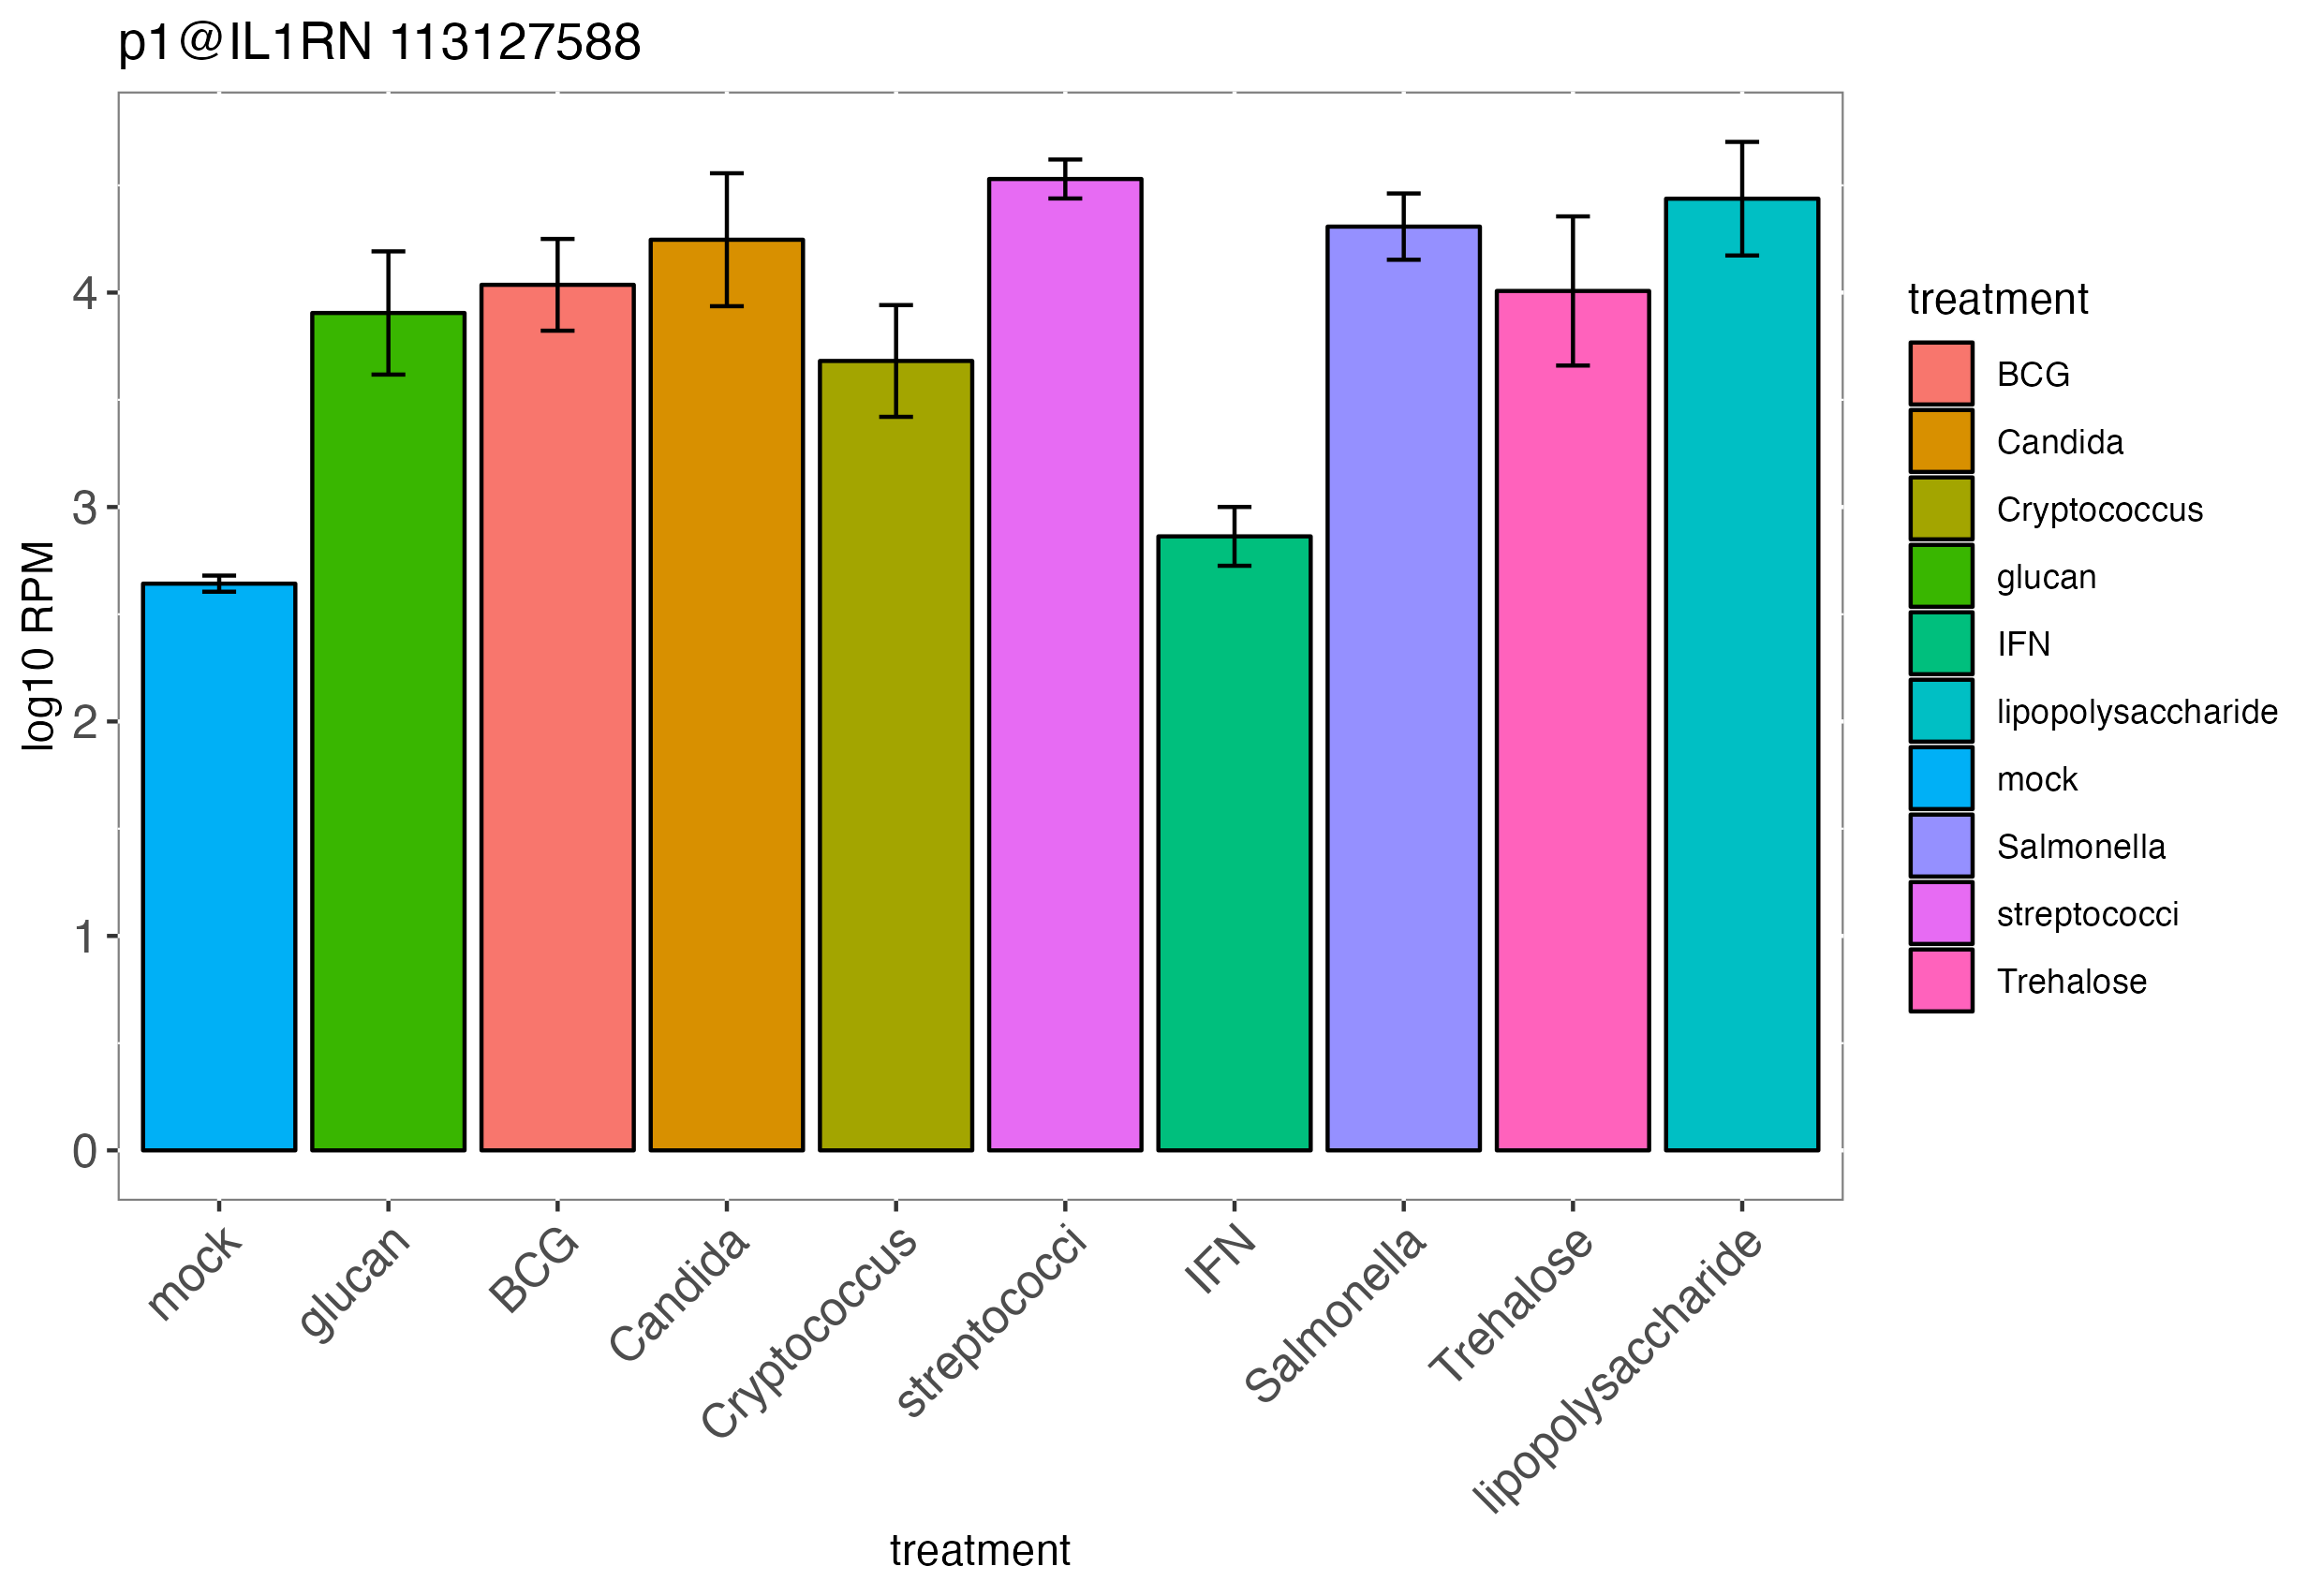 p1@IL1RN 113127588
log10 RPM
4
3
2
1
0
mock
glucan
BCG
Candida
Cryptococcus
streptococci
IFN
Salmonella
Trehalose
lipopolysaccharide
treatment
treatment
BCG
Candida
Cryptococcus
glucan
IFN
lipopolysaccharide
mock
Salmonella
streptococci
Trehalose